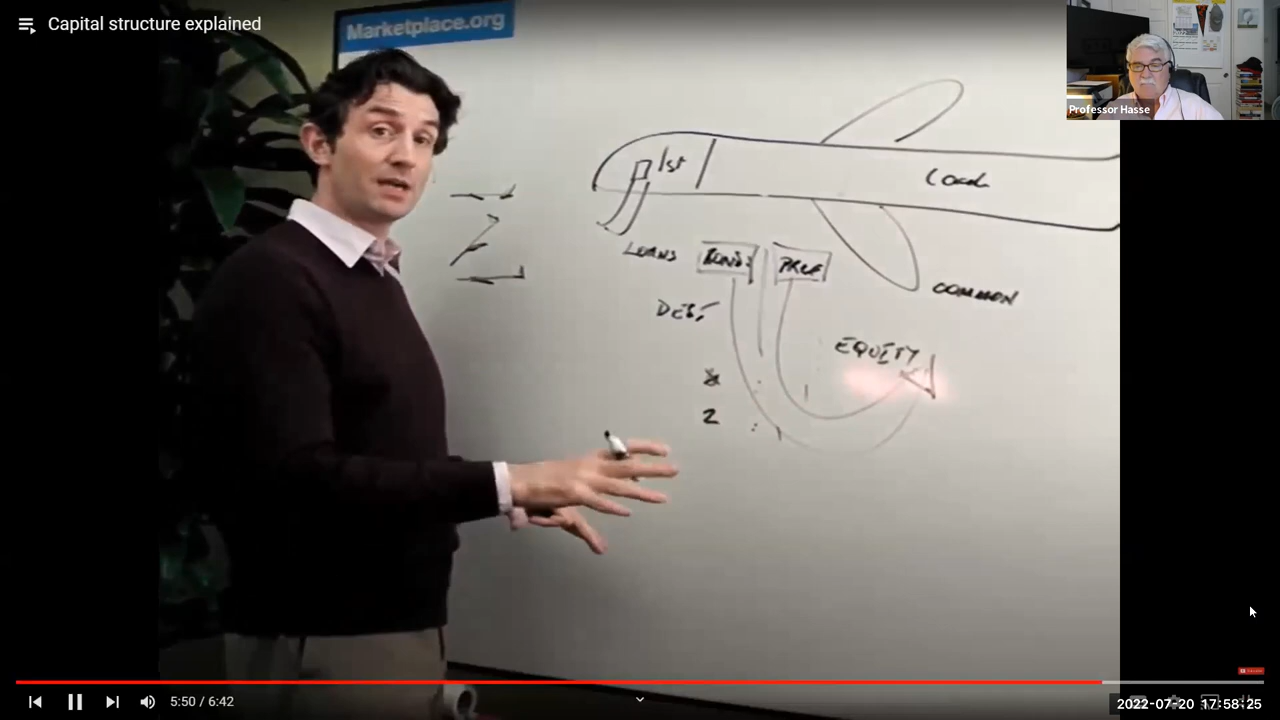 Capital structure explained
Marketplace.org
Professor Hasse
1st
Coach
LOANS
BONDS
PREF
DEBT
COMMON
EQUITY
2
5:50 / 6:42
2022-07-20 17:58:25